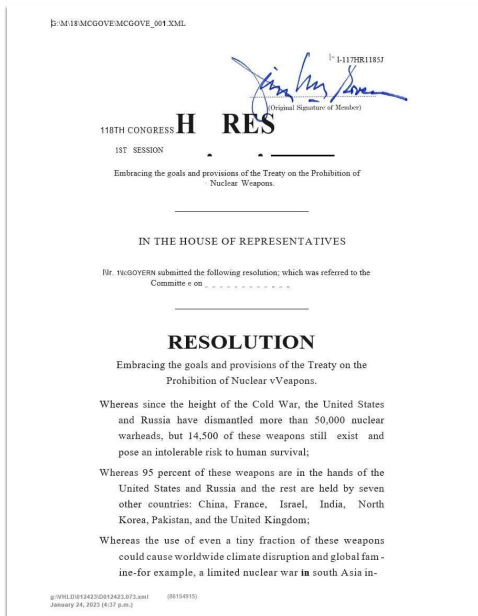 G:\M\18\MCGOVE\MCGOVE_001.XML
I-117HR1185J
(Original Signature of Member)
118TH CONGRESS H RES
1ST SESSION
Embracing the goals and provisions of the Treaty on the Prohibition of
Nuclear Weapons.
IN THE HOUSE OF REPRESENTATIVES
submitted the following resolution; which was referred to the
Committe e on
RESOLUTION
Embracing the goals and provisions of the Treaty on the
Prohibition of Nuclear vVeapons.
Whereas since the height of the Cold War, the United States
and Russia have dismantled more than 50,000 nuclear
warheads, but 14,500 of these weapons still exist and
pose an intolerable risk to human survival;
Whereas 95 percent of these weapons are in the hands of the
United States and Russia and the rest are held by seven
other countries: China, France, Israel, India, North
Korea, Pakistan, and the United Kingdom;
Whereas the use of even a tiny fraction of these weapons
could cause worldwide climate disruption and global fam-
ine-for example, a limited nuclear war in south Asia in-
g:\VHLD\012423\D012423.073.xml (86154915)
January 24, 2023 (4:37 p.m.)